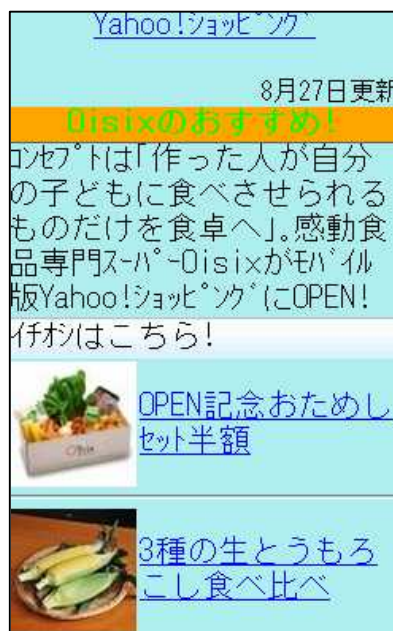 Yahoo!ショッピング
8月27日更新
Oisixのおすすめ!
コンセプトは「作った人が自分
の子どもに食べさせられる
ものだけを食卓へ」。感動食
品専門スーパーOisixがモバイル
版Yahoo!ショッピングにOPEN!
イチオシはこちら!
OPEN記念おためし
セット半額
Oisix
3種の生とうもろ
こし食べ比べ